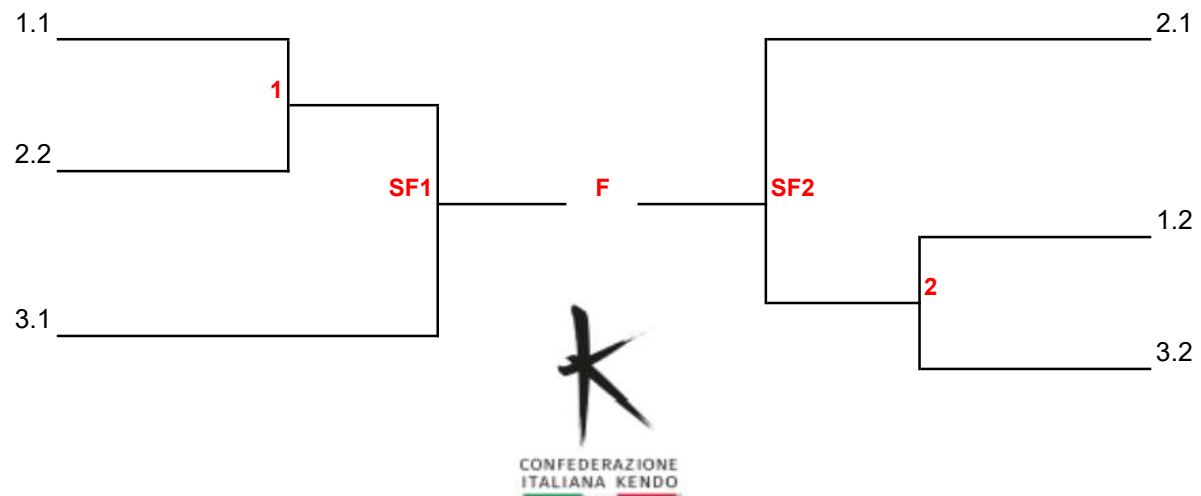 1.1
2.1
1
2.2
SF1
F
SF2
1.2
2
3.1
3.2
CONFEDERAZIONE
ITALIANA KENDO